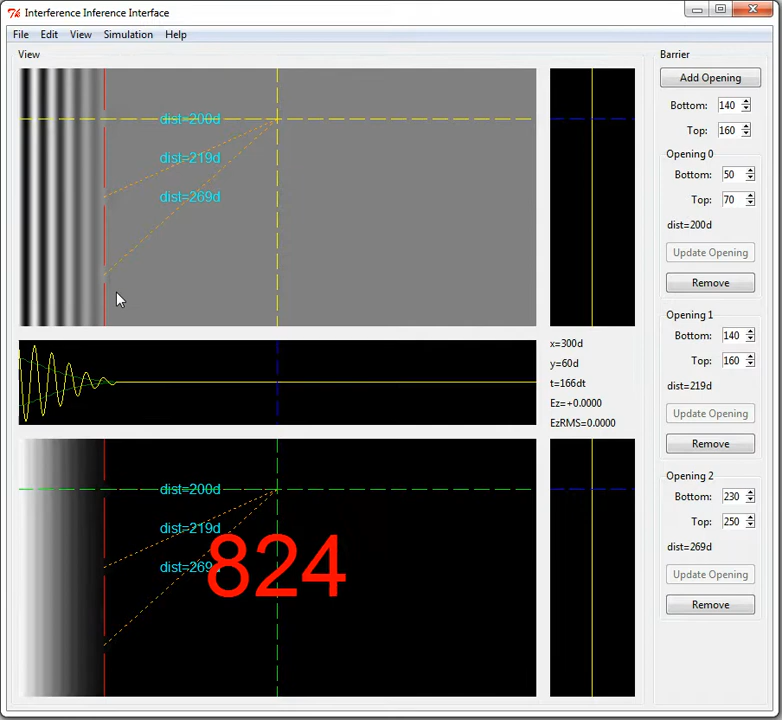 Interference Inference Interface
File Edit View Simulation Help
View
dist=200d
dist=219d
dist=269d
x=300d
y=60d
t=166dt
Ez=+0.0000
EzRMS=0.0000
dist=200d
dist=219d
dist=269d
824
Barrier
Add Opening
Bottom: 140
Top: 160
Opening 0
Bottom: 50
Top: 70
dist=200d
Update Opening
Remove
Opening 1
Bottom: 140
Top: 160
dist=219d
Update Opening
Remove
Opening 2
Bottom: 230
Top: 250
dist=269d
Update Opening
Remove